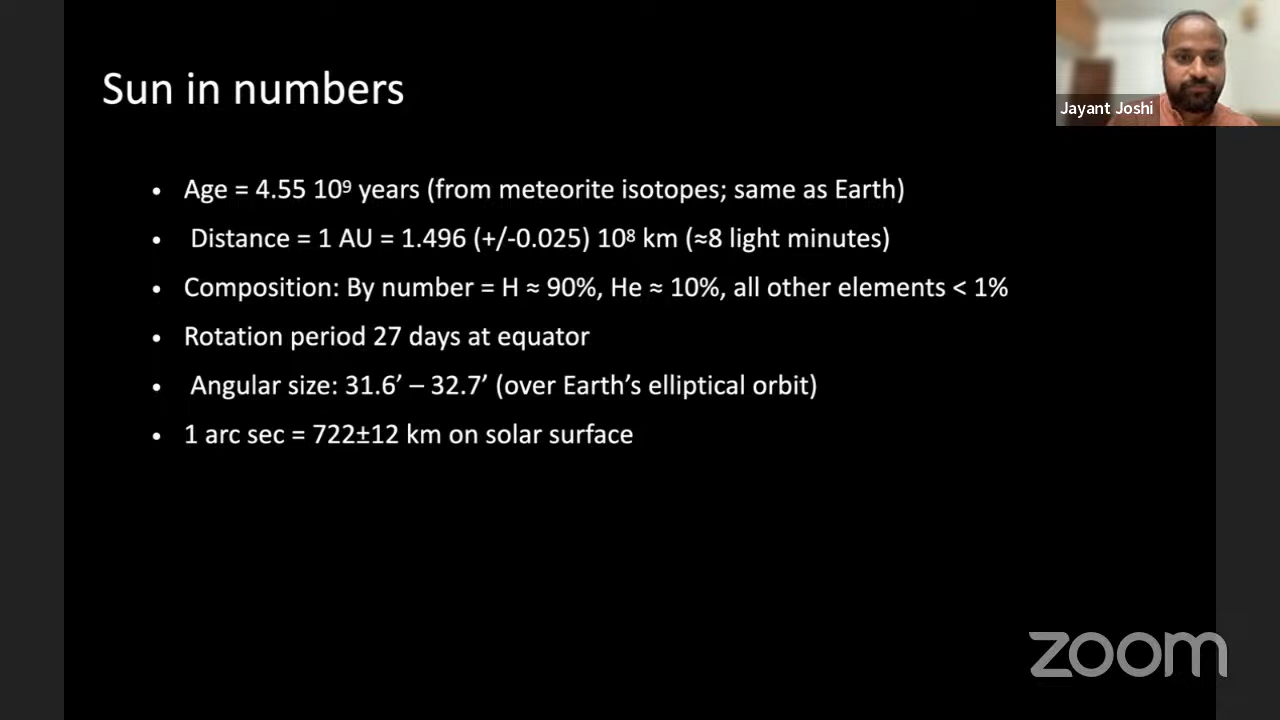 Sun in numbers
Jayant Joshi
• Age = 4.55 10⁹ years (from meteorite isotopes; same as Earth)
• Distance = 1 AU = 1.496 (+/-0.025) 10⁸ km (≈8 light minutes)
• Composition: By number = H ≈ 90%, He ≈ 10%, all other elements < 1%
• Rotation period 27 days at equator
• Angular size: 31.6’ – 32.7’ (over Earth’s elliptical orbit)
• 1 arc sec = 722±12 km on solar surface
zoom